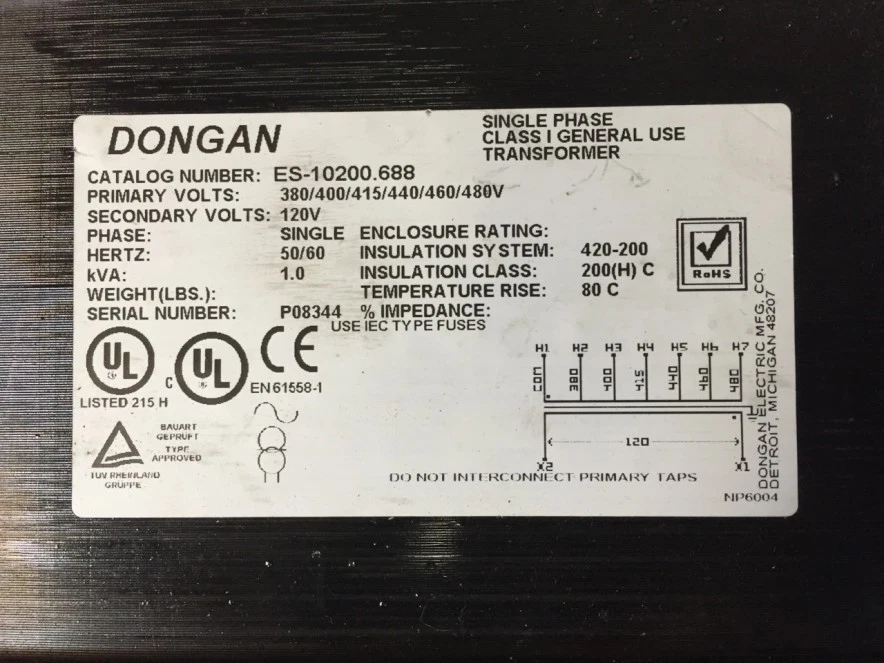 DONGAN
SINGLE PHASE
CLASS I GENERAL USE
TRANSFORMER
CATALOG NUMBER: ES-10200.688
PRIMARY VOLTS: 380/400/415/440/460/480V
SECONDARY VOLTS: 120V
PHASE: SINGLE ENCLOSURE RATING:
HERTZ: 50/60 INSULATION SYSTEM: 420-200
kVA: 1.0 INSULATION CLASS: 200(H) C
WEIGHT(LBS.): TEMPERATURE RISE: 80 C
SERIAL NUMBER: P08344 % IMPEDANCE:
USE IEC TYPE FUSES
RoHS
UL
LISTED 215 H
C UL
CE
EN 61558-1
BAUART
GEPRUFT
TYPE
APPROVED
TUV RHEINLAND
GRUPPE
H1 H2 H3 H4 H5 H6 H7
COM 380 400 415 440 460 480
120
X2 X1
DO NOT INTERCONNECT PRIMARY TAPS
DONGAN ELECTRIC MFG. CO.
DETROIT, MICHIGAN 48207
NP6004